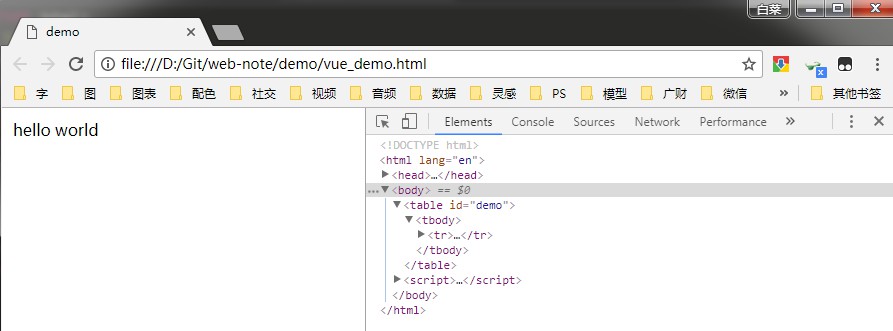 白菜
demo
file:///D:/Git/web-note/demo/vue_demo.html
字 图 图表 配色 社交 视频 音频 数据 灵感 PS 模型 广财 微信 » 其他书签
hello world
Elements Console Sources Network Performance »
<!DOCTYPE html>
<html lang="en">
<head>…</head>
…<body> == $0
<table id="demo">
<tbody>
<tr>…</tr>
</tbody>
</table>
<script>…</script>
</body>
</html>